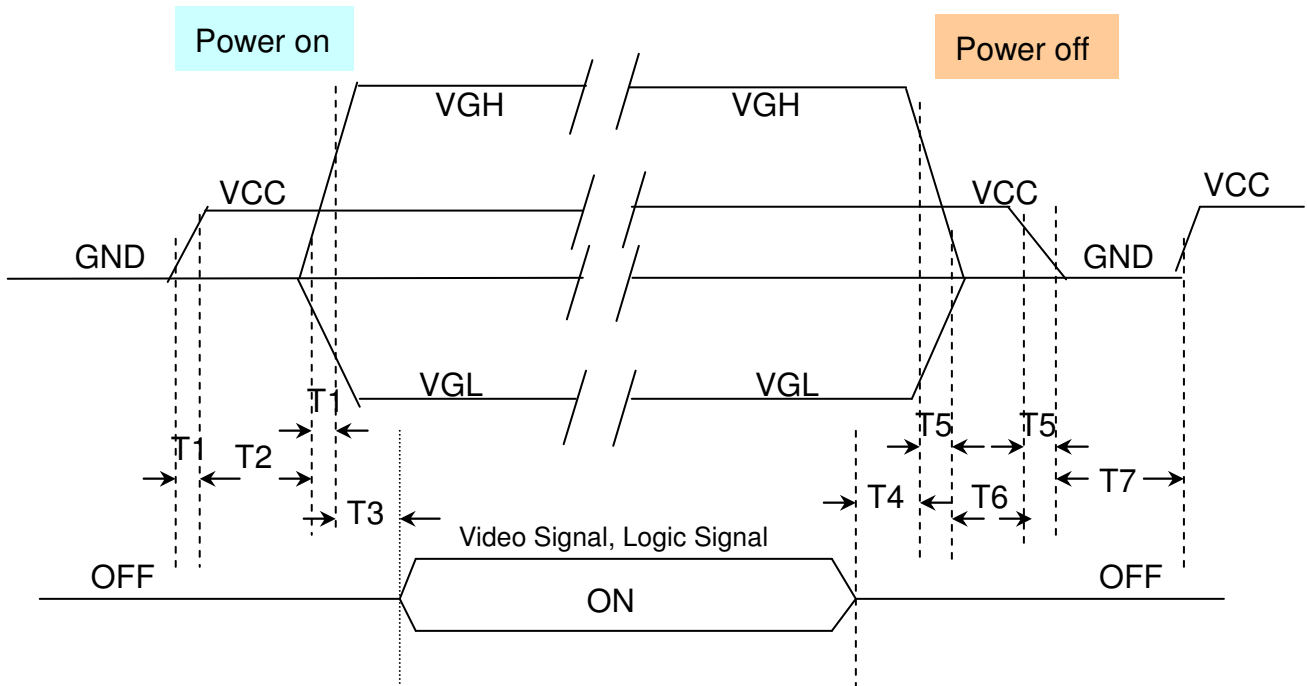 Power on
Power off
VGH
VGH
VCC
VCC
VCC
GND
GND
VGL
VGL
T1
T1
T2
T3
T5
T5
T4
T6
T7
Video Signal, Logic Signal
OFF
ON
OFF